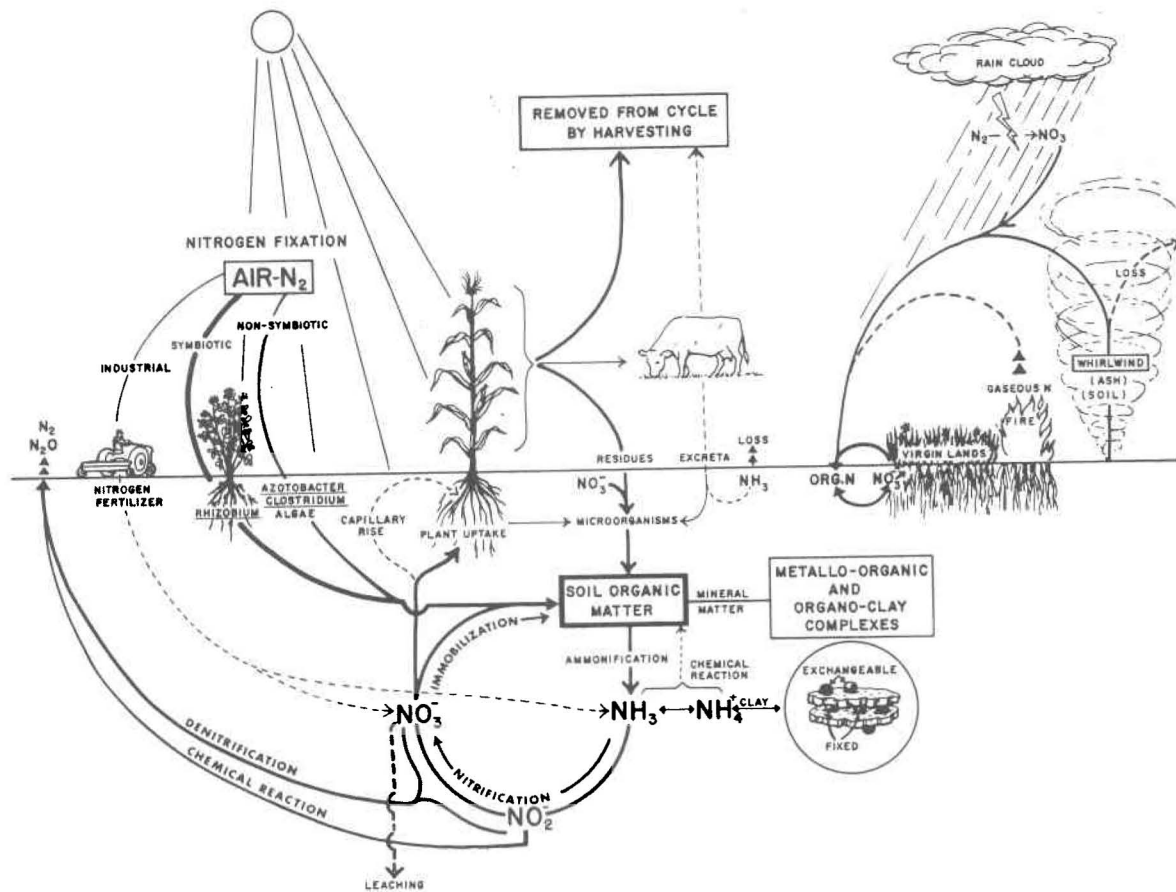 RAIN CLOUD
N₂— →NO₃
REMOVED FROM CYCLE
BY HARVESTING
NITROGEN FIXATION
AIR-N₂
NON-SYMBIOTIC
SYMBIOTIC
INDUSTRIAL
LOSS
WHIRLWIND
(ASH)
(SOIL)
GASEOUS N
FIRE
VIRGIN LANDS
N₂
N₂O
NITROGEN
FERTILIZER
RHIZOBIUM
AZOTOBACTER
CLOSTRIDIUM
ALGAE
CAPILLARY
RISE
PLANT UPTAKE
RESIDUES
NO₃⁻
MICROORGANISMS
EXCRETA
LOSS
NH₃
ORG.N
NO₃⁻
SOIL ORGANIC
MATTER
MINERAL
MATTER
METALLO-ORGANIC
AND
ORGANO-CLAY
COMPLEXES
IMMOBILIZATION
AMMONIFICATION
CHEMICAL
REACTION
NO₃⁻
NH₃
NH₄⁺
CLAY
EXCHANGEABLE
FIXED
DENITRIFICATION
CHEMICAL REACTION
NITRIFICATION
NO₂⁻
LEACHING